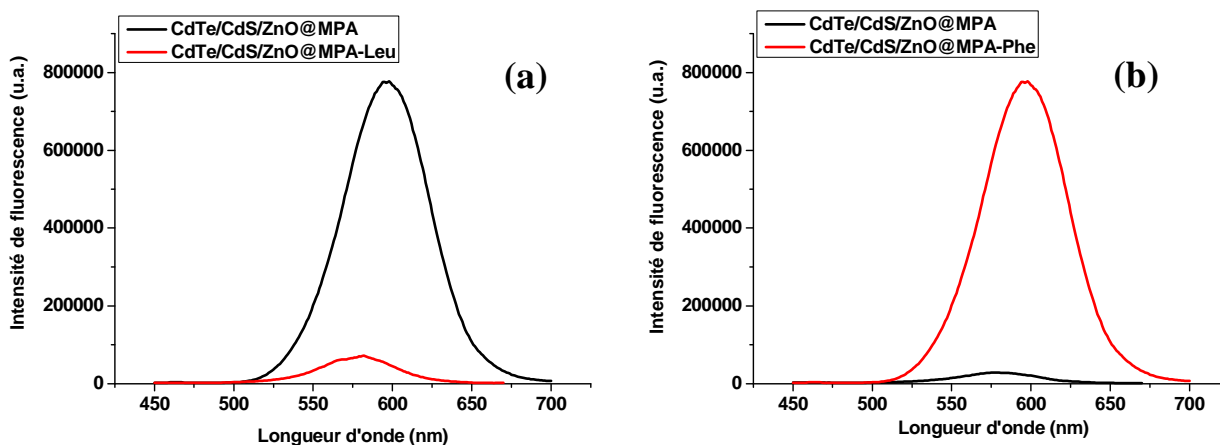 CdTe/CdS/ZnO@MPA
CdTe/CdS/ZnO@MPA-Leu
(a)
Intensité de fluorescence (u.a.)
800000
600000
400000
200000
0
450 500 550 600 650 700
Longueur d'onde (nm)
CdTe/CdS/ZnO@MPA
CdTe/CdS/ZnO@MPA-Phe
(b)
Intensité de fluorescence (u.a.)
800000
600000
400000
200000
0
450 500 550 600 650 700
Longueur d'onde (nm)